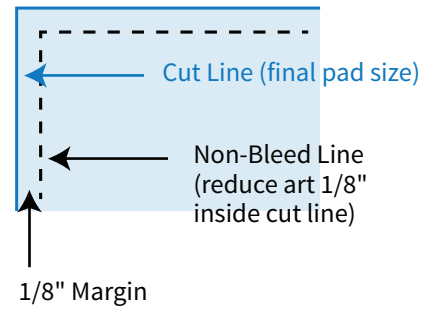 Cut Line (final pad size)
Non-Bleed Line
(reduce art 1/8"
inside cut line)
1/8" Margin